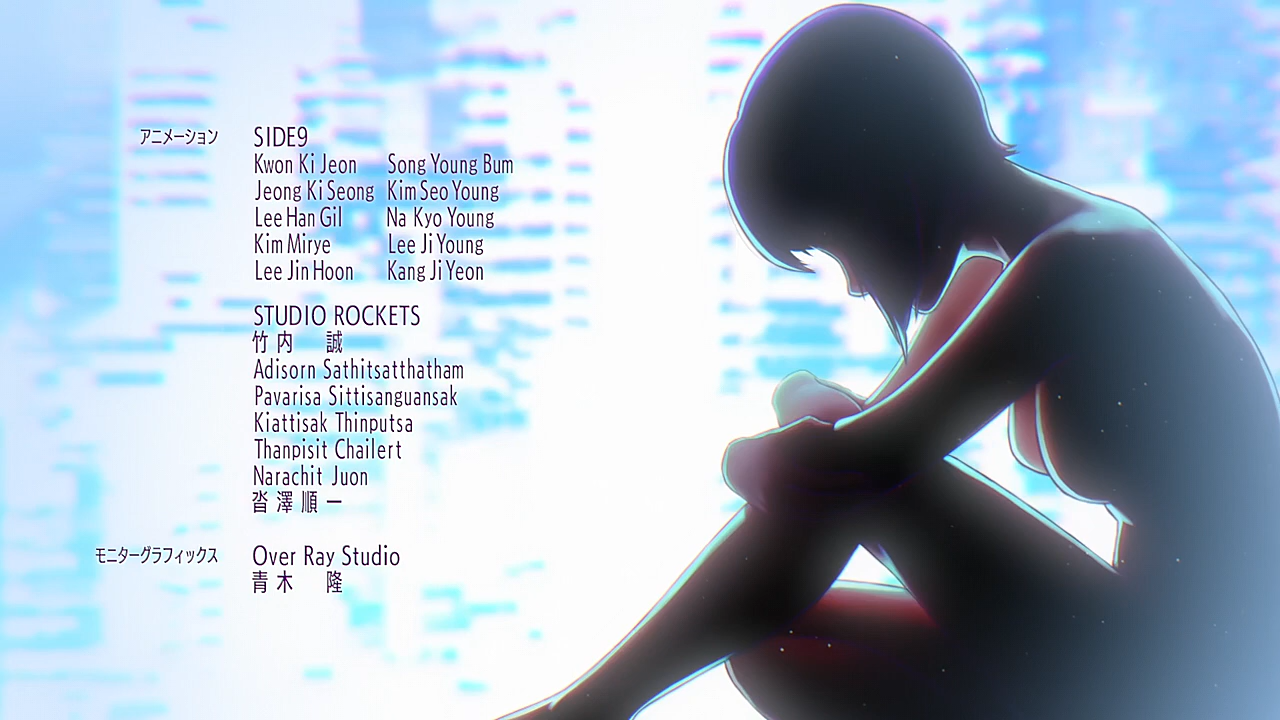 アニメーション SIDE9
Kwon Ki Jeon Song Young Bum
Jeong Ki Seong Kim Seo Young
Lee Han Gil Na Kyo Young
Kim Mirye Lee Ji Young
Lee Jin Hoon Kang Ji Yeon
STUDIO ROCKETS
竹内 誠
Adisorn Sathitsatthatham
Pavarisa Sittisanguansak
Kiattisak Thinputsa
Thanpisit Chailert
Narachit Juon
沓澤順一
モニターグラフィックス Over Ray Studio
青木 隆